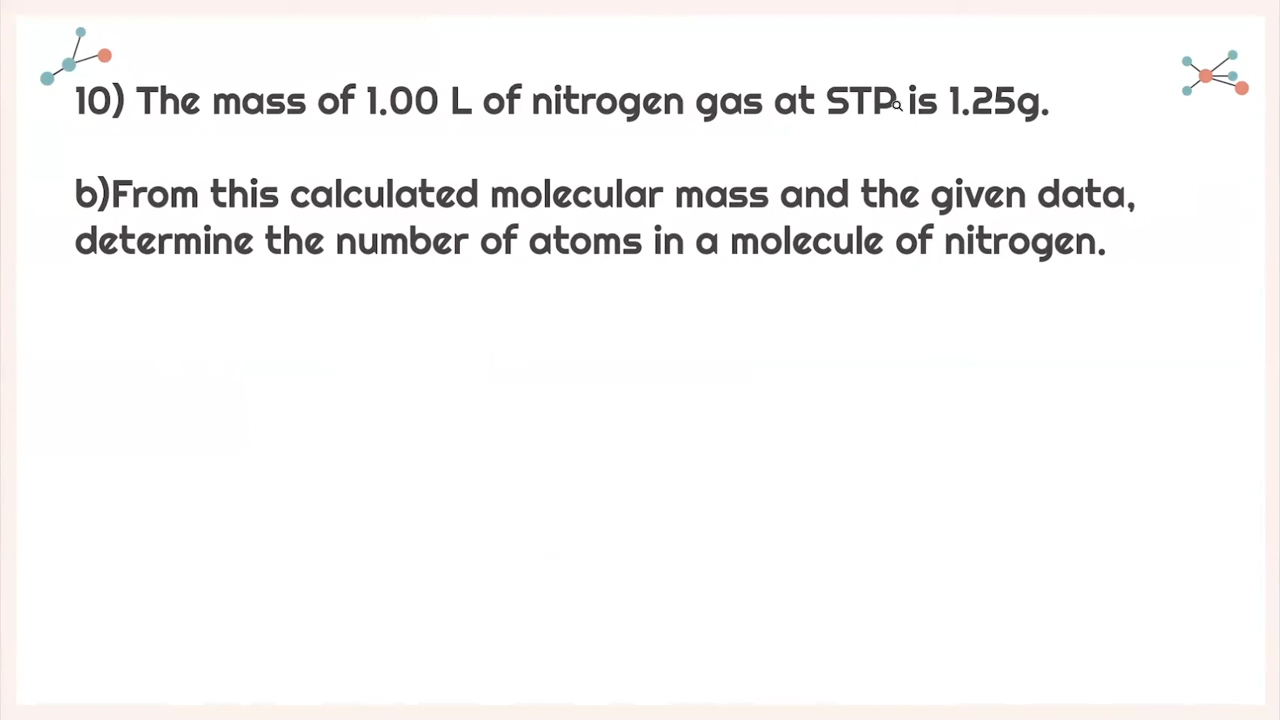 10) The mass of 1.00 L of nitrogen gas at STP is 1.25g.
b)From this calculated molecular mass and the given data,
determine the number of atoms in a molecule of nitrogen.